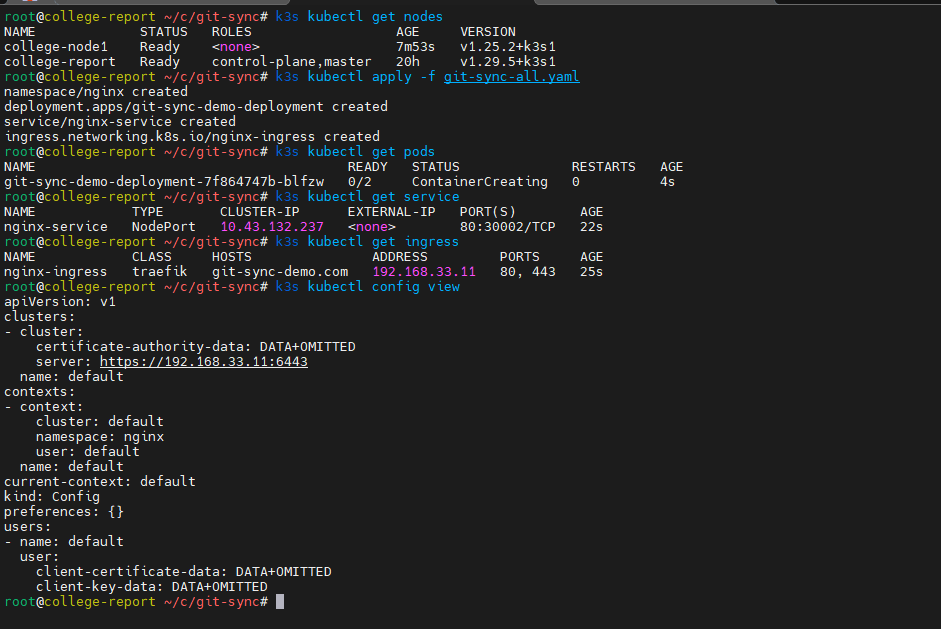 root@college-report ~/c/git-sync# k3s kubectl get nodes
NAME             STATUS   ROLES                  AGE     VERSION
college-node1    Ready    <none>                 7m53s   v1.25.2+k3s1
college-report   Ready    control-plane,master   20h     v1.29.5+k3s1
root@college-report ~/c/git-sync# k3s kubectl apply -f git-sync-all.yaml
namespace/nginx created
deployment.apps/git-sync-demo-deployment created
service/nginx-service created
ingress.networking.k8s.io/nginx-ingress created
root@college-report ~/c/git-sync# k3s kubectl get pods
NAME                                       READY   STATUS              RESTARTS   AGE
git-sync-demo-deployment-7f864747b-blfzw   0/2     ContainerCreating   0          4s
root@college-report ~/c/git-sync# k3s kubectl get service
NAME            TYPE       CLUSTER-IP      EXTERNAL-IP   PORT(S)        AGE
nginx-service   NodePort   10.43.132.237   <none>        80:30002/TCP   22s
root@college-report ~/c/git-sync# k3s kubectl get ingress
NAME            CLASS     HOSTS               ADDRESS         PORTS     AGE
nginx-ingress   traefik   git-sync-demo.com   192.168.33.11   80, 443   25s
root@college-report ~/c/git-sync# k3s kubectl config view
apiVersion: v1
clusters:
- cluster:
    certificate-authority-data: DATA+OMITTED
    server: https://192.168.33.11:6443
  name: default
contexts:
- context:
    cluster: default
    namespace: nginx
    user: default
  name: default
current-context: default
kind: Config
preferences: {}
users:
- name: default
  user:
    client-certificate-data: DATA+OMITTED
    client-key-data: DATA+OMITTED
root@college-report ~/c/git-sync#